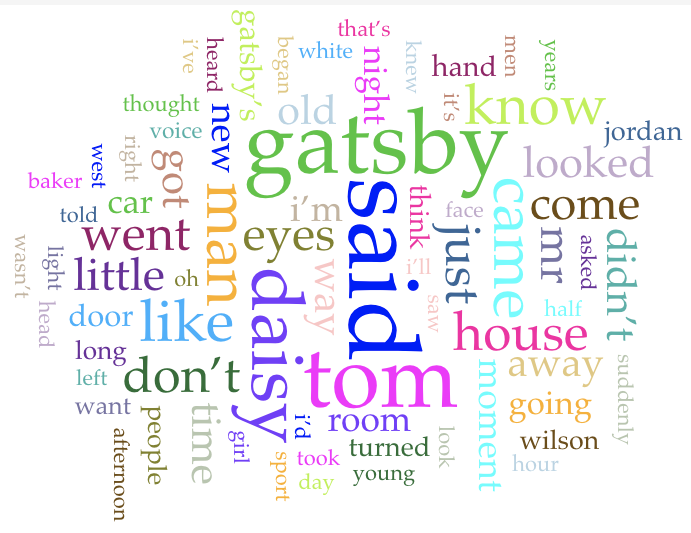 that's
gatsby's
i've
heard
began
white
night
knew
hand
men
years
thought
new
old
it's
know
voice
right
got
gatsby
jordan
west
looked
baker
told
car
man
i'm
said
think
face
came
come
went
eyes
just
mr
asked
didn't
wasn't
light
little
oh
way
i'll
head
door
like
daisy
saw
house
half
long
left
don't
tom
moment
away
suddenly
want
people
time
girl
i'd
room
going
afternoon
sport
took
turned
look
wilson
day
young
hour